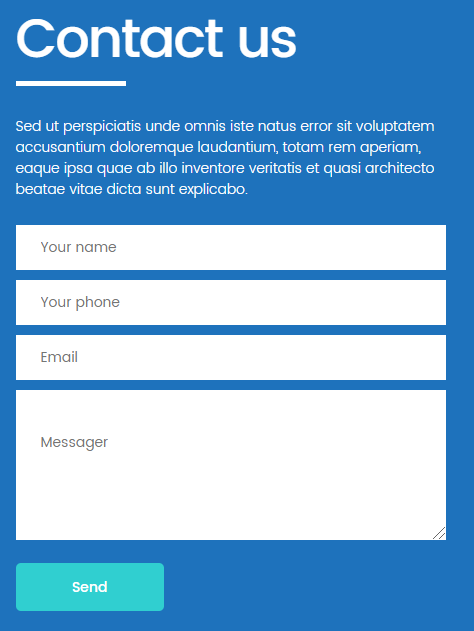 Contact us
Sed ut perspiciatis unde omnis iste natus error sit voluptatem
accusantium doloremque laudantium, totam rem aperiam,
eaque ipsa quae ab illo inventore veritatis et quasi architecto
beatae vitae dicta sunt explicabo.
Your name
Your phone
Email
Messager
Send